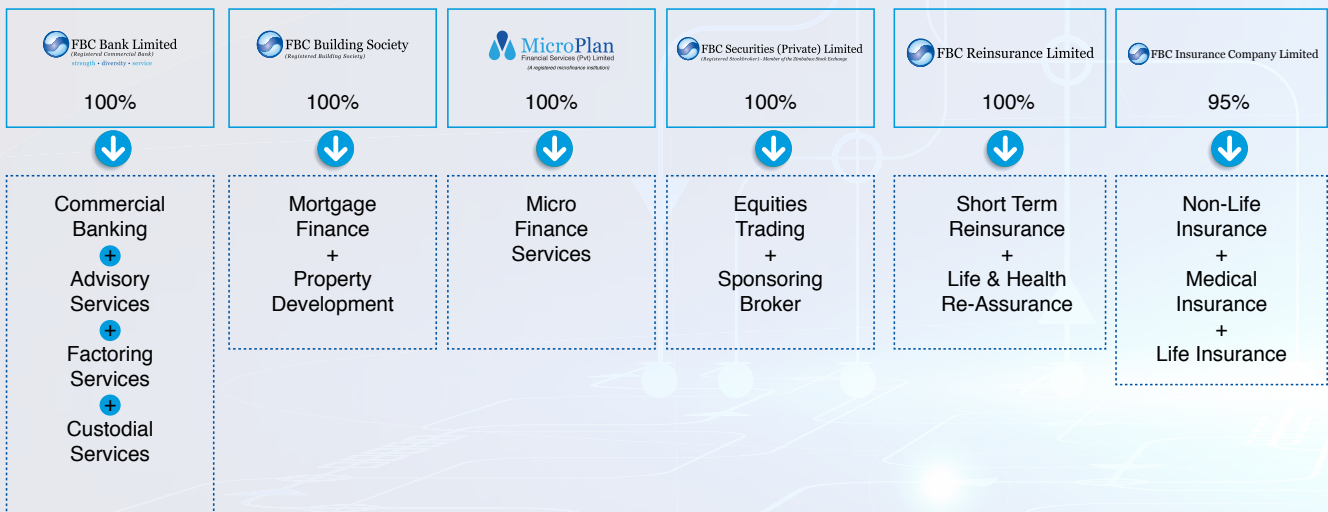 FBC Bank Limited
(Registered Commercial Bank)
strength • diversity • service
100%
FBC Building Society
(Registered Building Society)
100%
MicroPlan
Financial Services (Pvt) Limited
(A registered microfinance institution)
100%
FBC Securities (Private) Limited
(Registered Stockbroker) - Member of the Zimbabwe Stock Exchange
100%
FBC Reinsurance Limited
100%
FBC Insurance Company Limited
95%
Commercial
Banking
+
Advisory
Services
+
Factoring
Services
+
Custodial
Services
Mortgage
Finance
+
Property
Development
Micro
Finance
Services
Equities
Trading
+
Sponsoring
Broker
Short Term
Reinsurance
+
Life & Health
Re-Assurance
Non-Life
Insurance
+
Medical
Insurance
+
Life Insurance